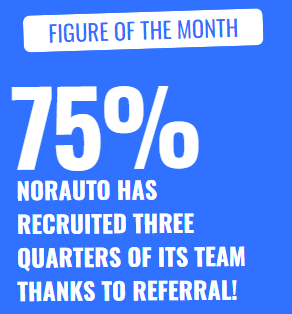 FIGURE OF THE MONTH
75%
NORAUTO HAS
RECRUITED THREE
QUARTERS OF ITS TEAM
THANKS TO REFERRAL!